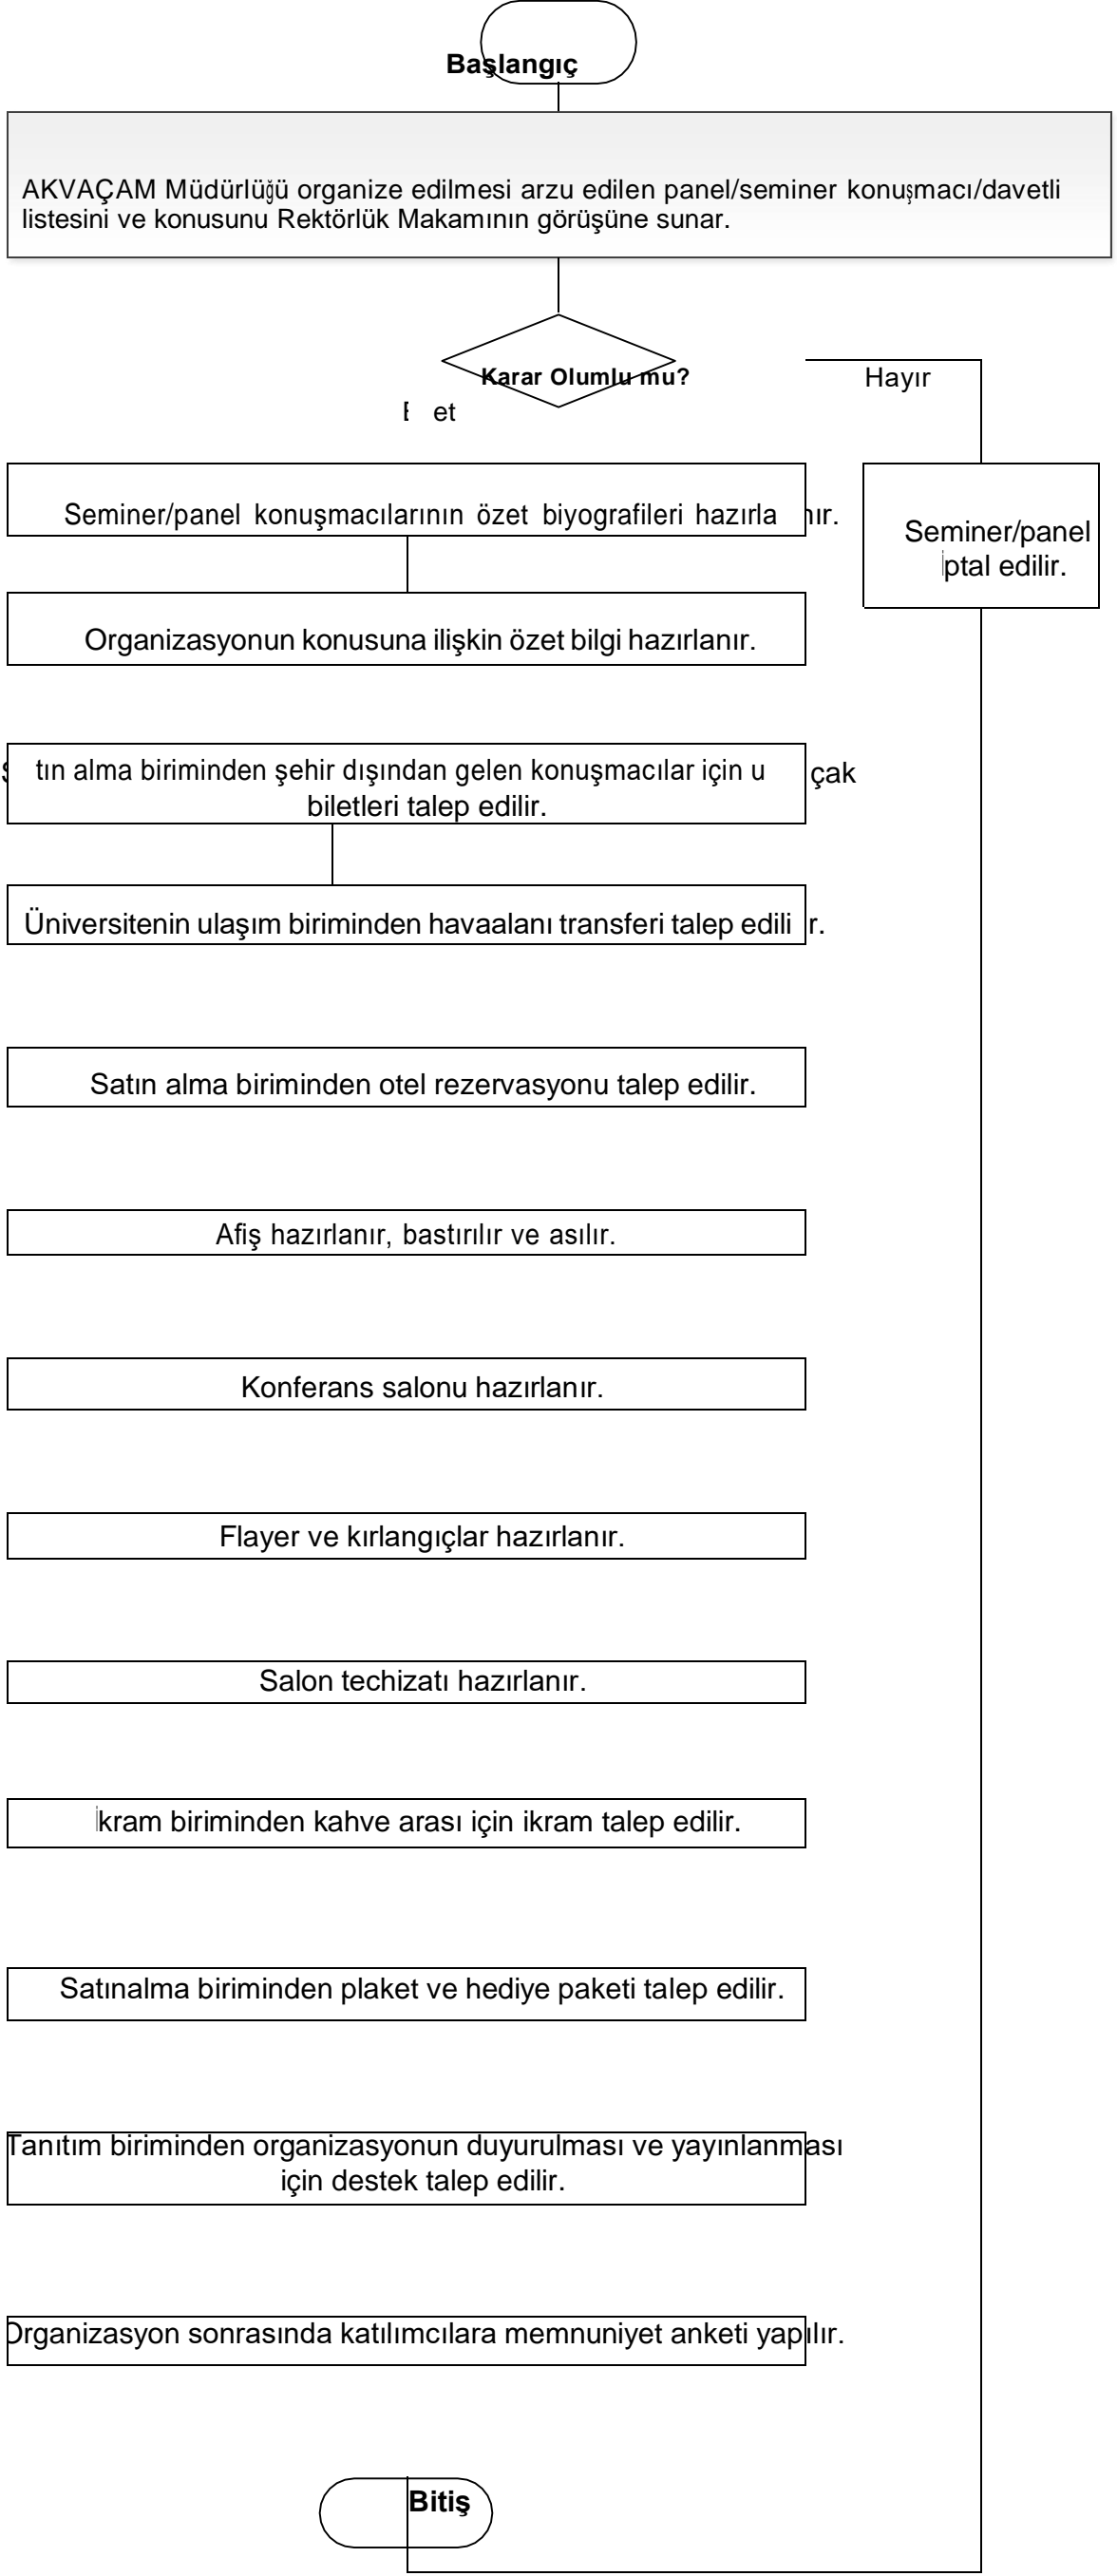 Başlangıç
AKVAÇAM Müdürlüğü organize edilmesi arzu edilen panel/seminer konuşmacı/davetli
listesini ve konusunu Rektörlük Makamının görüşüne sunar.
Karar Olumlu mu?
Hayır
Seminer/panel konuşmacılarının özet biyografileri hazırlanır.
Seminer/panel
iptal edilir.
Organizasyonun konusuna ilişkin özet bilgi hazırlanır.
tın alma biriminden şehir dışından gelen konuşmacılar için uçak
biletleri talep edilir.
Üniversitenin ulaşım biriminden havaalanı transferi talep edilir.
Satın alma biriminden otel rezervasyonu talep edilir.
Afiş hazırlanır, bastırılır ve asılır.
Konferans salonu hazırlanır.
Flayer ve kırlangıçlar hazırlanır.
Salon techizatı hazırlanır.
İkram biriminden kahve arası için ikram talep edilir.
Satınalma biriminden plaket ve hediye paketi talep edilir.
Tanıtım biriminden organizasyonun duyurulması ve yayınlanması
için destek talep edilir.
Organizasyon sonrasında katılımcılara memnuniyet anketi yapılır.
Bitiş